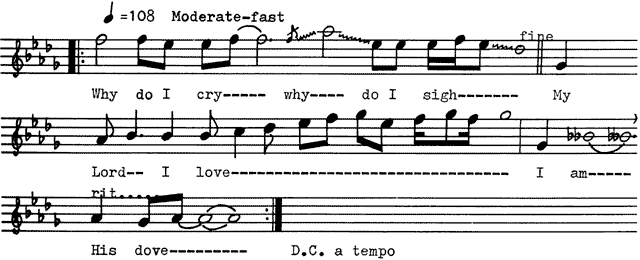 =108 Moderate-fast
fine
Why do I cry----- why---- do I sigh------- My
Lord-- I love-------------------------------- I am-----
rit.....
His dove--------- D.C. a tempo